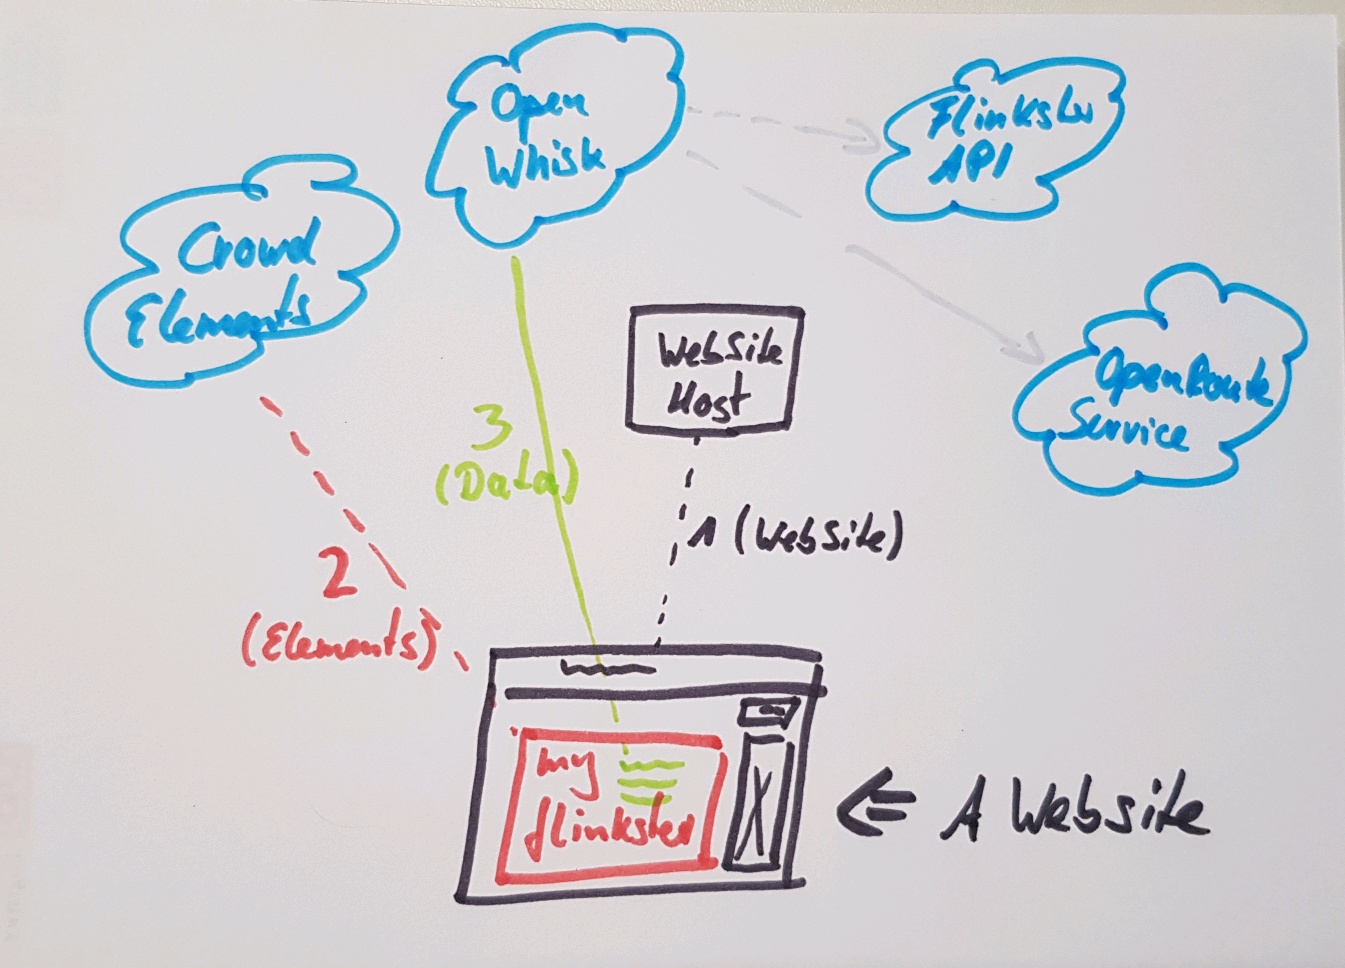 Open
Whisk
Flinkster
API
Crowd
Elements
WebSite
Host
OpenRoute
Service
3
(Data)
1 (WebSite)
2
(Elements)
my
flinkster
A Website